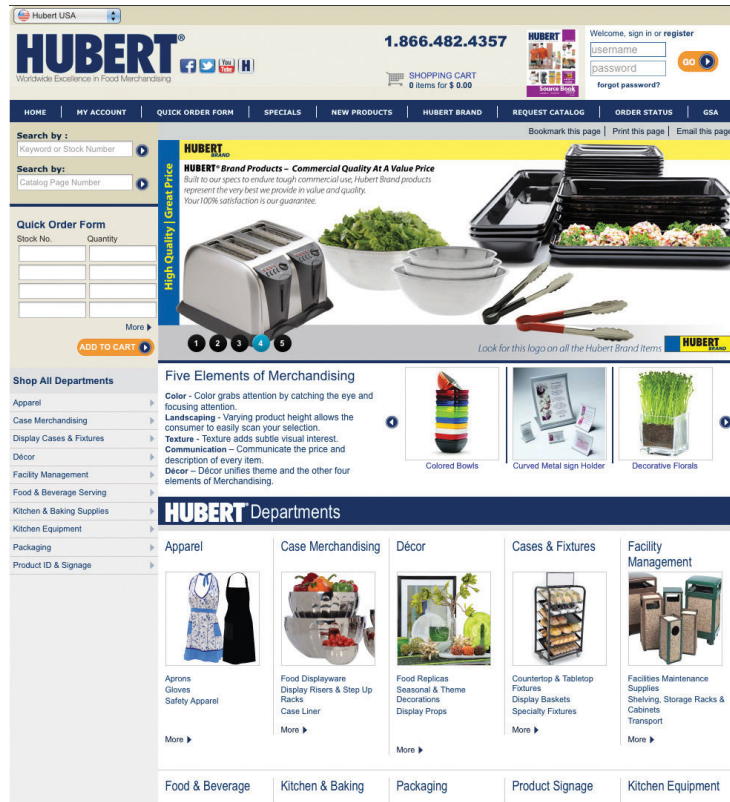 Hubert USA
HUBERT®
Worldwide Excellence in Food Merchandising
You
Tube
H
1.866.482.4357
SHOPPING CART
0 items for $ 0.00
HUBERT
Source Book
Welcome, sign in or register
username
password
GO
forgot password?
HOME
MY ACCOUNT
QUICK ORDER FORM
SPECIALS
NEW PRODUCTS
HUBERT BRAND
REQUEST CATALOG
ORDER STATUS
GSA
Bookmark this page | Print this page | Email this page
Search by :
Keyword or Stock Number
Search by:
Catalog Page Number
Quick Order Form
Stock No. Quantity
More
ADD TO CART
High Quality | Great Price
HUBERT
BRAND
HUBERT® Brand Products – Commercial Quality At A Value Price
Built to our specs to endure tough commercial use, Hubert Brand products
represent the very best we provide in value and quality.
Your100% satisfaction is our guarantee.
1 2 3 4 5
Look for this logo on all the Hubert Brand Items
HUBERT
BRAND
Shop All Departments
Apparel
Case Merchandising
Display Cases & Fixtures
Décor
Facility Management
Food & Beverage Serving
Kitchen & Baking Supplies
Kitchen Equipment
Packaging
Product ID & Signage
Five Elements of Merchandising
Color - Color grabs attention by catching the eye and
focusing attention.
Landscaping - Varying product height allows the
consumer to easily scan your selection.
Texture - Texture adds subtle visual interest.
Communication – Communicate the price and
description of every item.
Décor – Décor unifies theme and the other four
elements of Merchandising.
Colored Bowls
Curved Metal sign Holder
Decorative Florals
HUBERT® Departments
Apparel
Aprons
Gloves
Safety Apparel
More
Case Merchandising
Food Displayware
Display Risers & Step Up
Racks
Case Liner
More
Décor
Food Replicas
Seasonal & Theme
Decorations
Display Props
More
Cases & Fixtures
Countertop & Tabletop
Fixtures
Display Baskets
Specialty Fixtures
More
Facility
Management
Facilities Maintenance
Supplies
Shelving, Storage Racks &
Cabinets
Transport
More
Food & Beverage
Kitchen & Baking
Packaging
Product Signage
Kitchen Equipment